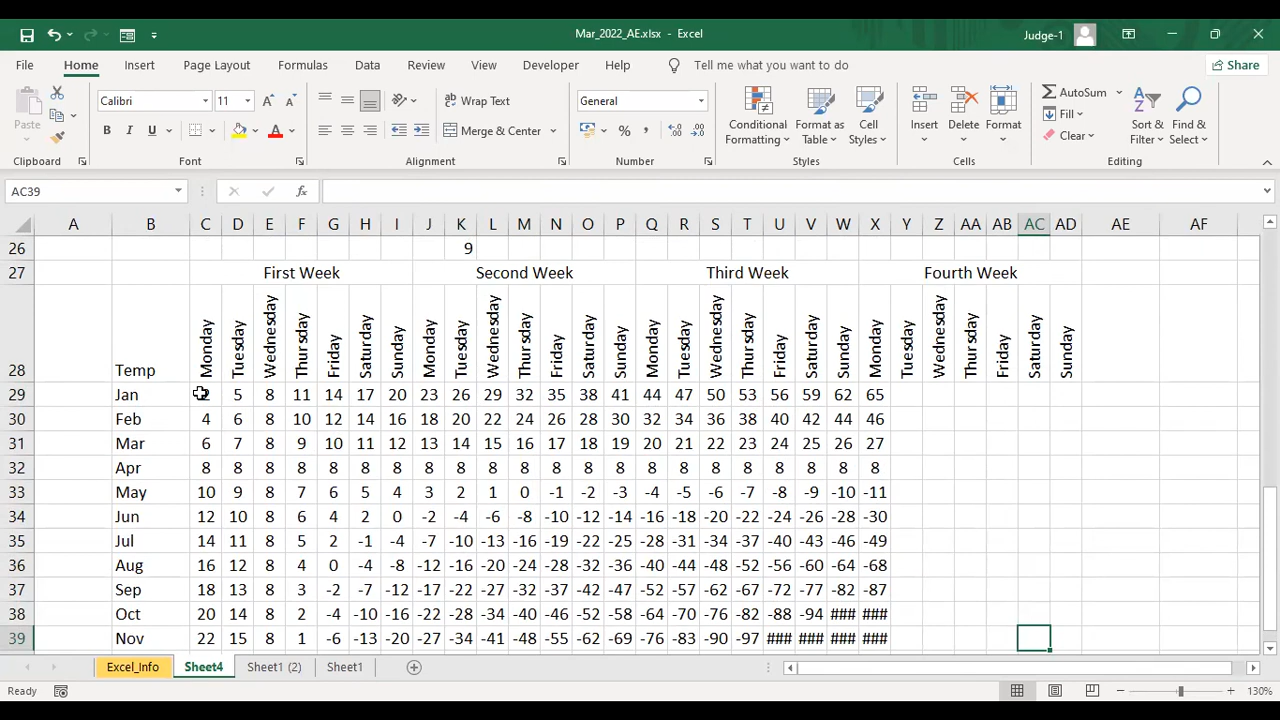 Mar_2022_AE.xlsx - Excel
Judge-1
File Home Insert Page Layout Formulas Data Review View Developer Help Tell me what you want to do Share
Calibri 11 Wrap Text General AutoSum
Paste Merge & Center Conditional Formatting Format as Table Cell Styles Insert Delete Format Fill Clear Sort & Filter Find & Select
Clipboard Font Alignment Number Styles Cells Editing
AC39 fx
A B C D E F G H I J K L M N O P Q R S T U V W X Y Z AA AB AC AD AE AF
26 9
27 First Week Second Week Third Week Fourth Week
28 Temp Monday Tuesday Wednesday Thursday Friday Saturday Sunday Monday Tuesday Wednesday Thursday Friday Saturday Sunday Monday Tuesday Wednesday Thursday Friday Saturday Sunday Monday Tuesday Wednesday Thursday Friday Saturday Sunday
29 Jan 2 5 8 11 14 17 20 23 26 29 32 35 38 41 44 47 50 53 56 59 62 65
30 Feb 4 6 8 10 12 14 16 18 20 22 24 26 28 30 32 34 36 38 40 42 44 46
31 Mar 6 7 8 9 10 11 12 13 14 15 16 17 18 19 20 21 22 23 24 25 26 27
32 Apr 8 8 8 8 8 8 8 8 8 8 8 8 8 8 8 8 8 8 8 8 8 8
33 May 10 9 8 7 6 5 4 3 2 1 0 -1 -2 -3 -4 -5 -6 -7 -8 -9 -10 -11
34 Jun 12 10 8 6 4 2 0 -2 -4 -6 -8 -10 -12 -14 -16 -18 -20 -22 -24 -26 -28 -30
35 Jul 14 11 8 5 2 -1 -4 -7 -10 -13 -16 -19 -22 -25 -28 -31 -34 -37 -40 -43 -46 -49
36 Aug 16 12 8 4 0 -4 -8 -12 -16 -20 -24 -28 -32 -36 -40 -44 -48 -52 -56 -60 -64 -68
37 Sep 18 13 8 3 -2 -7 -12 -17 -22 -27 -32 -37 -42 -47 -52 -57 -62 -67 -72 -77 -82 -87
38 Oct 20 14 8 2 -4 -10 -16 -22 -28 -34 -40 -46 -52 -58 -64 -70 -76 -82 -88 -94 ### ###
39 Nov 22 15 8 1 -6 -13 -20 -27 -34 -41 -48 -55 -62 -69 -76 -83 -90 -97 ### ### ### ###
Excel_Info Sheet4 Sheet1 (2) Sheet1
Ready 130%